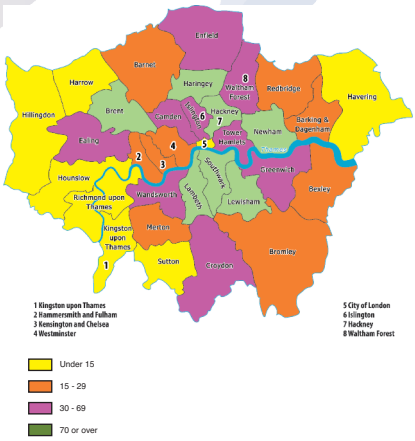 Enfield
Barnet
Harrow
Haringey
8
Waltham
Forest
Redbridge
Havering
Hillingdon
Brent
Camden
Islington
6
Hackney
7
Barking &
Dagenham
Ealing
4
Tower
Hamlets
Newham
2
3
5
Thames
Hounslow
Southwark
Greenwich
Richmond upon
Thames
Wandsworth
Lambeth
Lewisham
Bexley
Kingston
upon
Thames
Merton
1
Sutton
Croydon
Bromley
1 Kingston upon Thames
2 Hammersmith and Fulham
3 Kensington and Chelsea
4 Westminster
5 City of London
6 Islington
7 Hackney
8 Waltham Forest
Under 15
15 - 29
30 - 69
70 or over